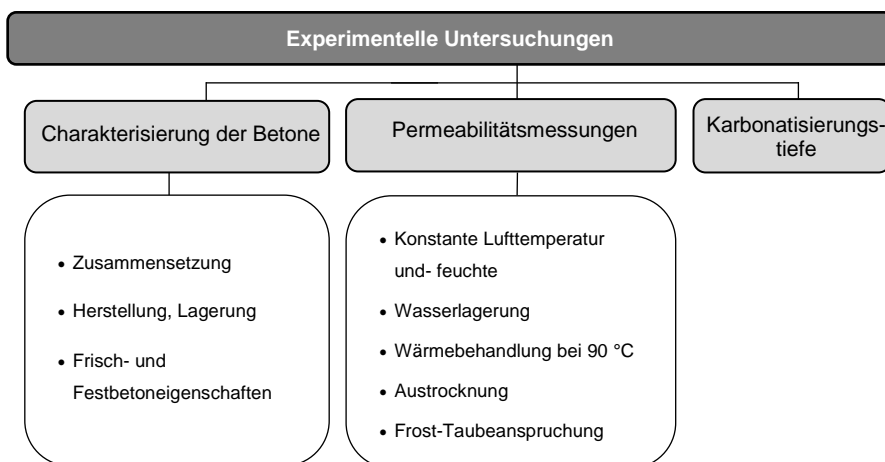 Experimentelle Untersuchungen
Charakterisierung der Betone
Permeabilitätsmessungen
Karbonatisierungs-
tiefe
• Zusammensetzung
• Herstellung, Lagerung
• Frisch- und
Festbetoneigenschaften
• Konstante Lufttemperatur
und- feuchte
• Wasserlagerung
• Wärmebehandlung bei 90 °C
• Austrocknung
• Frost-Taubeanspruchung